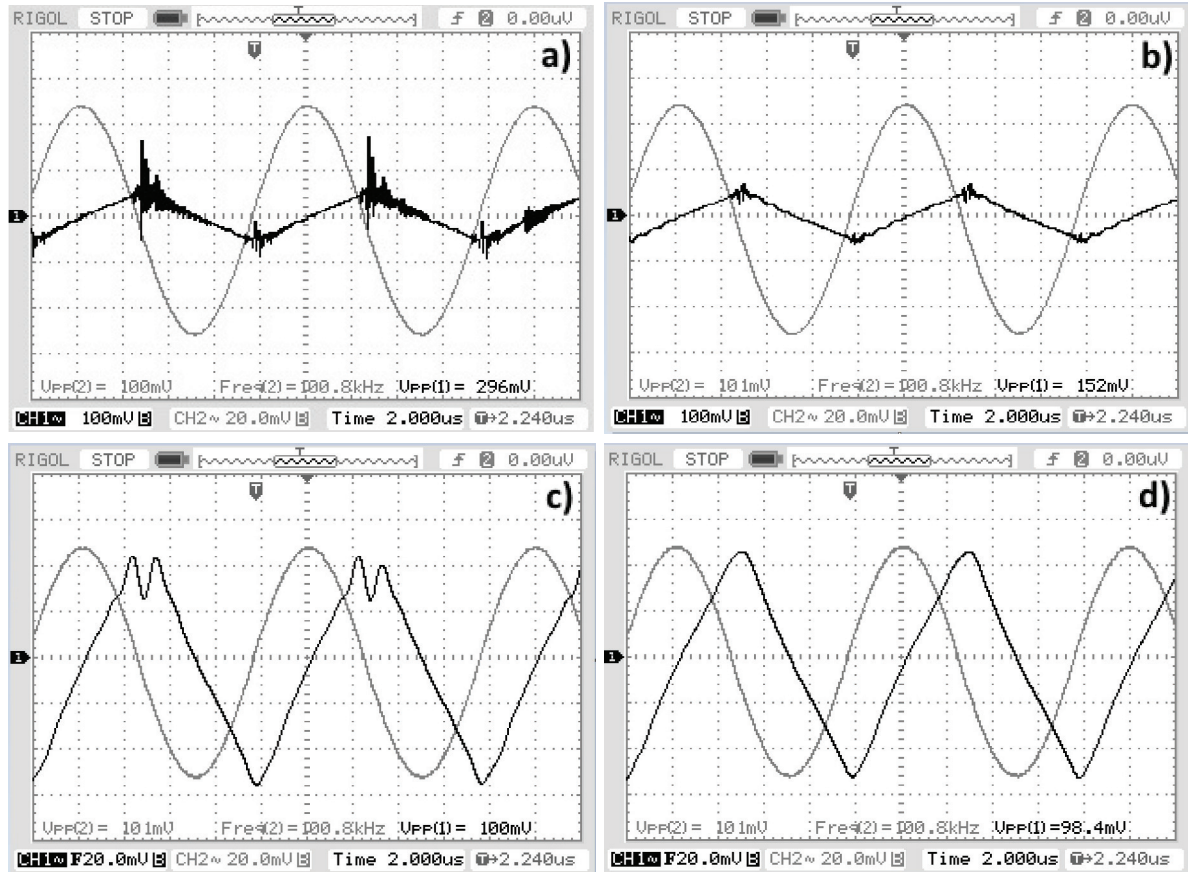 RIGOL STOP T f 2 0.00uV
T
a)
1
Vpp(2)= 100mV Freq(2)=100.8kHz Vpp(1)= 296mV
CH1~ 100mV B CH2~ 20.0mV B Time 2.000us T→2.240us
RIGOL STOP T f 2 0.00uV
T
b)
1
Vpp(2)= 101mV Freq(2)=100.8kHz Vpp(1)= 152mV
CH1~ 100mV B CH2~ 20.0mV B Time 2.000us T→2.240us
RIGOL STOP T f 2 0.00uV
T
c)
1
Vpp(2)= 101mV Freq(2)=100.8kHz Vpp(1)= 100mV
CH1~ F20.0mV B CH2~ 20.0mV B Time 2.000us T→2.240us
RIGOL STOP T f 2 0.00uV
T
d)
1
Vpp(2)= 101mV Freq(2)=100.8kHz Vpp(1)=98.4mV
CH1~ F20.0mV B CH2~ 20.0mV B Time 2.000us T→2.240us